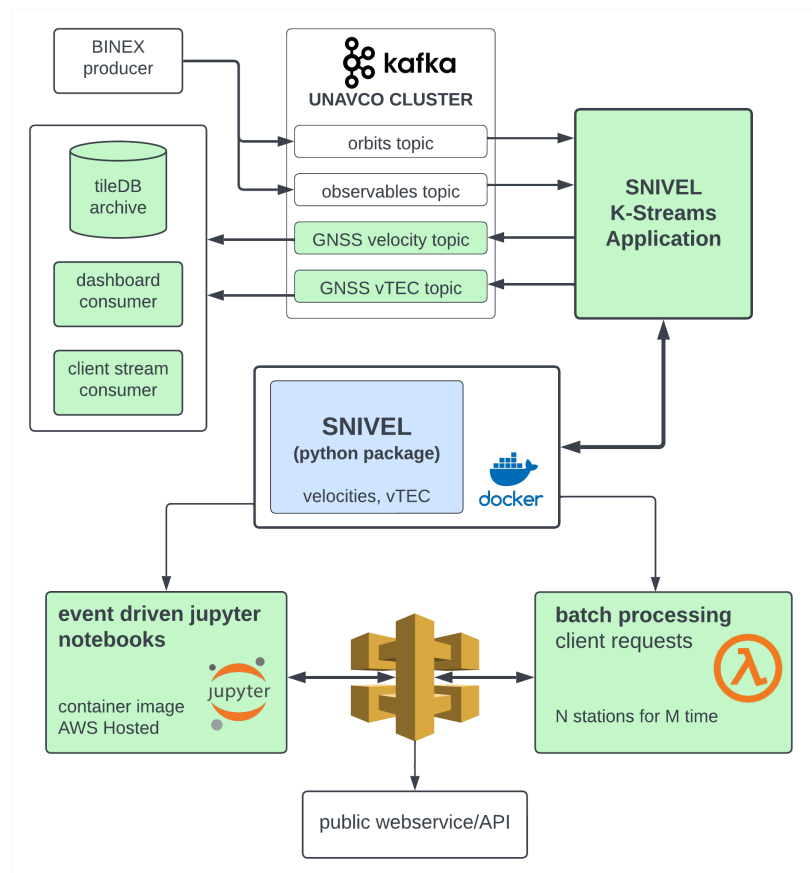 BINEX
producer
kafka
UNAVCO CLUSTER
orbits topic
observables topic
GNSS velocity topic
GNSS vTEC topic
SNIVEL
K-Streams
Application
tileDB
archive
dashboard
consumer
client stream
consumer
SNIVEL
(python package)
velocities, vTEC
docker
event driven jupyter
notebooks
jupyter
container image
AWS Hosted
batch processing
client requests
λ
N stations for M time
public webservice/API